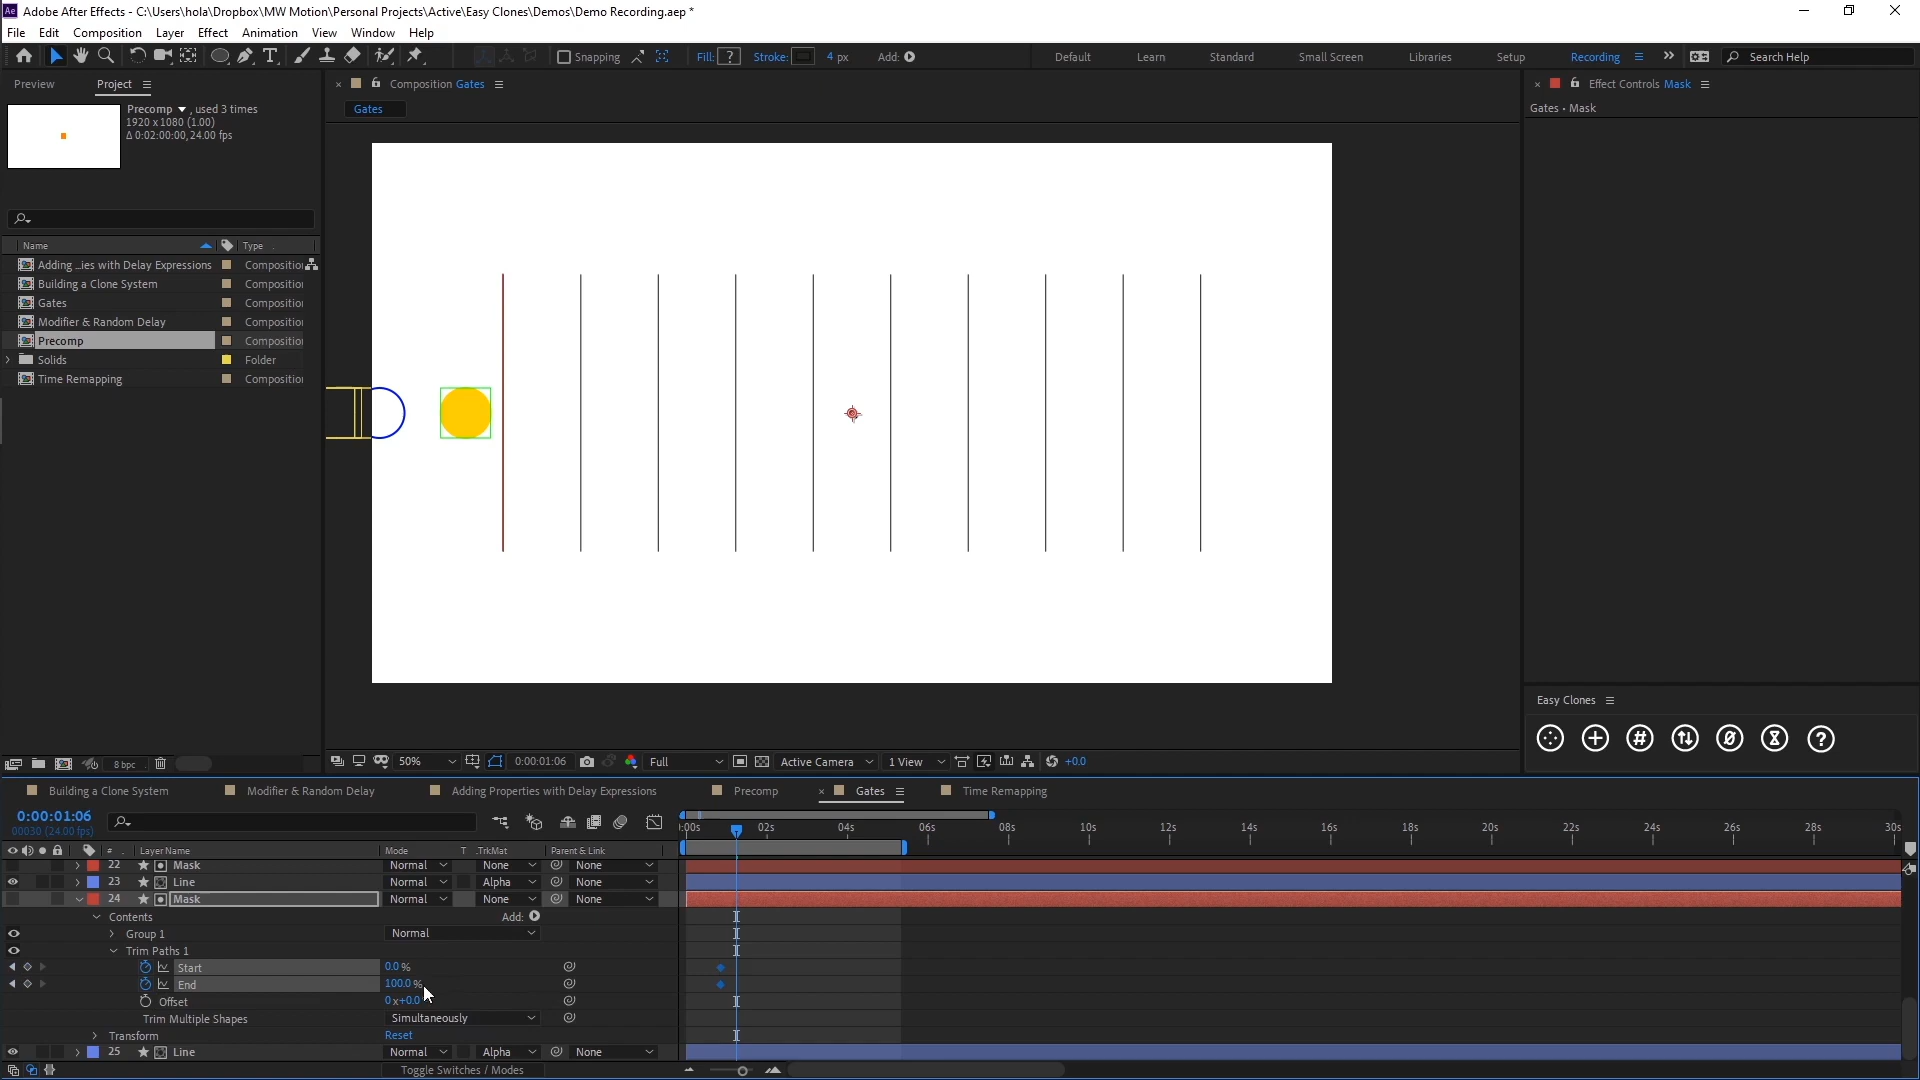 Ae Adobe After Effects - C:\Users\hola\Dropbox\MW Motion\Personal Projects\Active\Easy Clones\Demos\Demo Recording.aep *
File Edit Composition Layer Effect Animation View Window Help
Snapping Fill: ? Stroke: 4 px Add: Default Learn Standard Small Screen Libraries Setup Recording Search Help
Preview Project
Composition Gates
Effect Controls Mask
Gates
Gates • Mask
Precomp , used 3 times
1920 x 1080 (1.00)
Δ 0:02:00:00, 24.00 fps
Name Type
Adding ...ies with Delay Expressions Compositio
Building a Clone System Compositio
Gates Compositio
Modifier & Random Delay Compositio
Precomp Compositio
Solids Folder
Time Remapping Compositio
Easy Clones
8 bpc
50% 0:00:01:06 Full Active Camera 1 View +0.0
Building a Clone System Modifier & Random Delay Adding Properties with Delay Expressions Precomp × Gates Time Remapping
0:00:01:06
00030 (24.00 fps)
:00s 02s 04s 06s 08s 10s 12s 14s 16s 18s 20s 22s 24s 26s 28s 30s
# Layer Name Mode T .TrkMat Parent & Link
22 Mask Normal None None
23 Line Normal Alpha None
24 Mask Normal None None
Contents Add:
Group 1 Normal
Trim Paths 1
Start 0.0 %
End 100.0 %
Offset 0 x+0.0
Trim Multiple Shapes Simultaneously
Transform Reset
25 Line Normal Alpha None
Toggle Switches / Modes